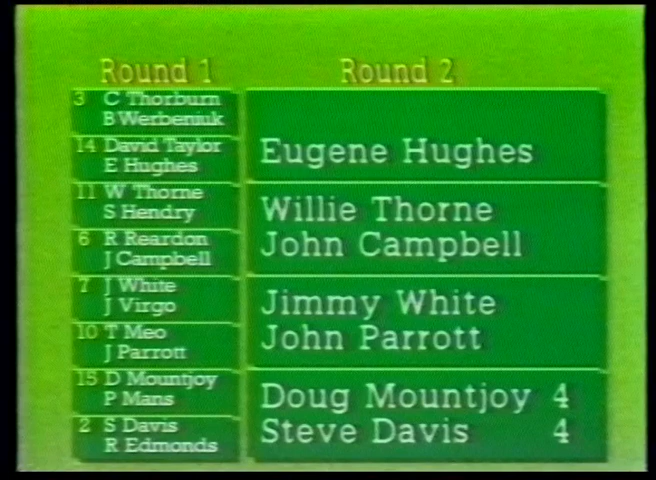 Round 1
Round 2
3 C Thorburn
B Werbeniuk
14 David Taylor
E Hughes
Eugene Hughes
11 W Thorne
S Hendry
Willie Thorne
6 R Reardon
J Campbell
John Campbell
7 J White
J Virgo
Jimmy White
10 T Meo
J Parrott
John Parrott
15 D Mountjoy
P Mans
Doug Mountjoy 4
2 S Davis
R Edmonds
Steve Davis 4